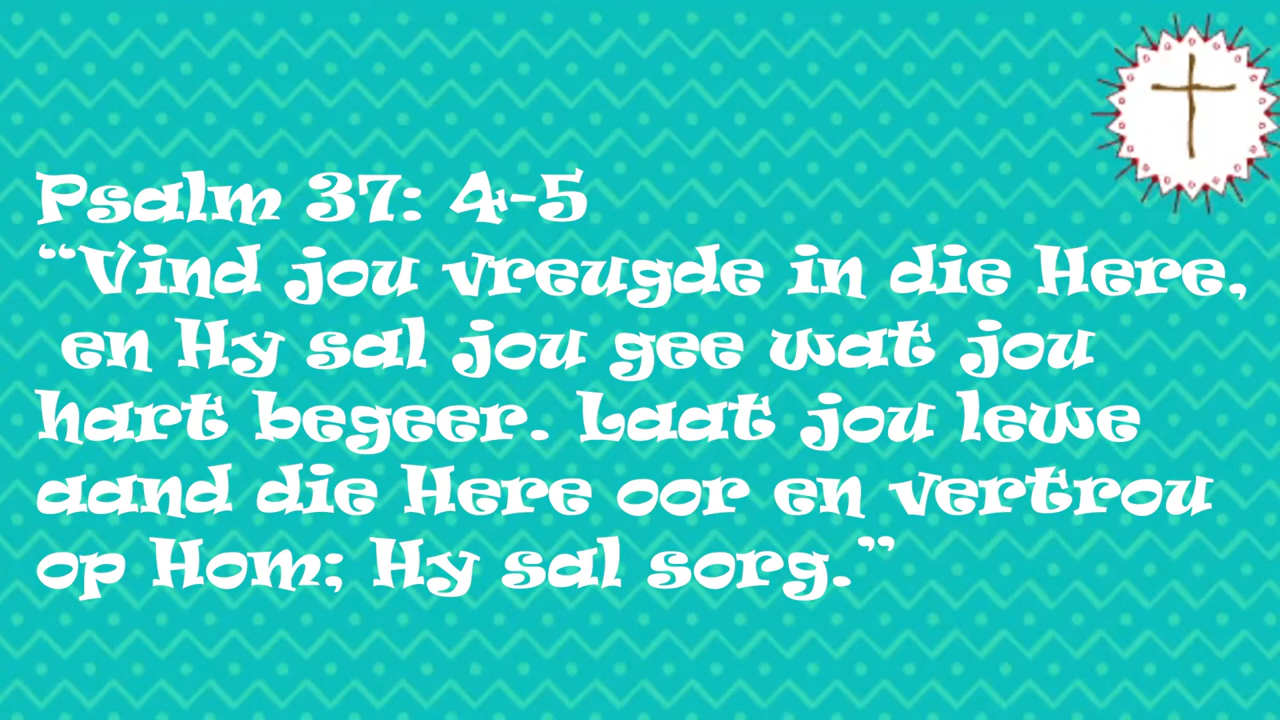 Psalm 37: 4-5
“Vind jou vreugde in die Here,
en Hy sal jou gee wat jou
hart begeer. Laat jou lewe
aand die Here oor en vertrou
op Hom; Hy sal sorg.”